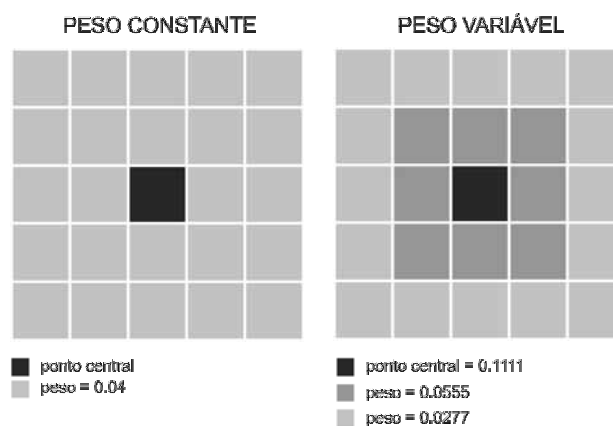 PESO CONSTANTE
ponto central
peso = 0.04
PESO VARIÁVEL
ponto central = 0.1111
peso = 0.0555
peso = 0.0277